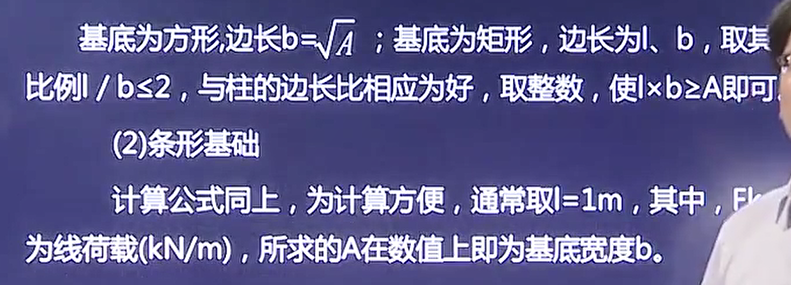 基底为方形,边长b=√A ；基底为矩形，边长为l、b，取其
比例l / b≤2，与柱的边长比相应为好，取整数，使l×b≥A即可
(2)条形基础
计算公式同上，为计算方便，通常取l=1m，其中，Fk
为线荷载(kN/m)，所求的A在数值上即为基底宽度b。